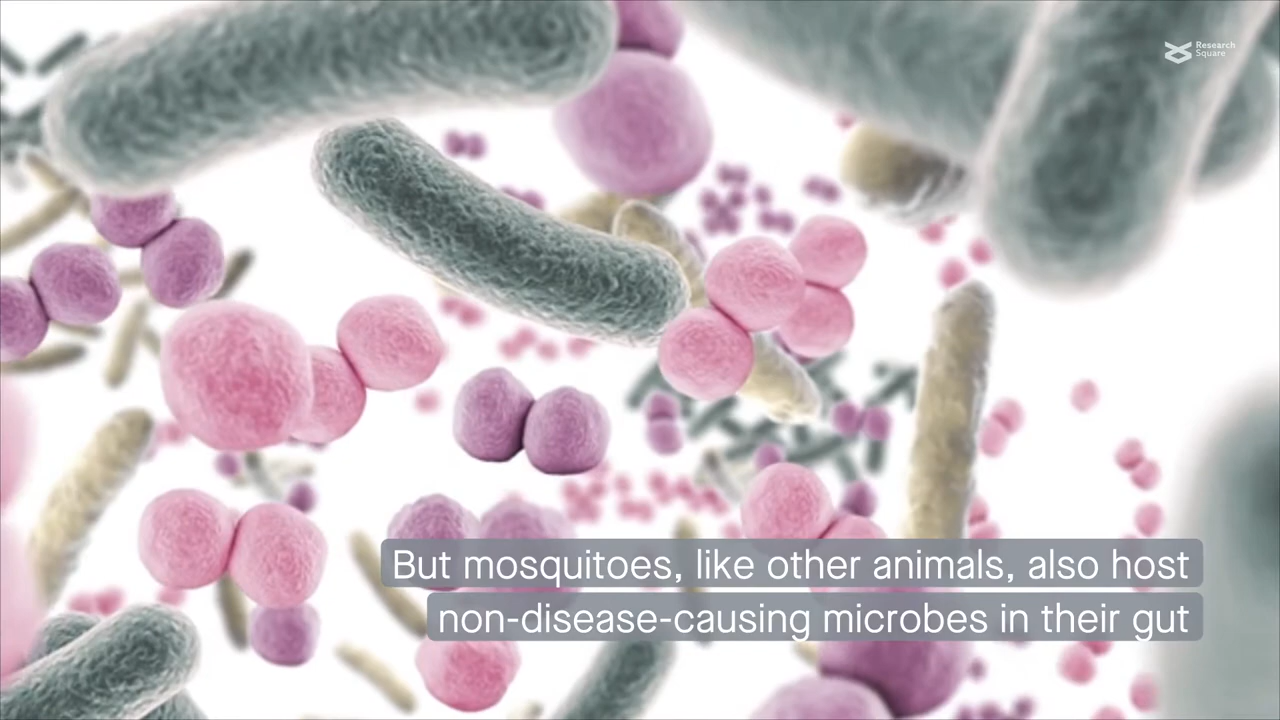 Research
Square
But mosquitoes, like other animals, also host
non-disease-causing microbes in their gut